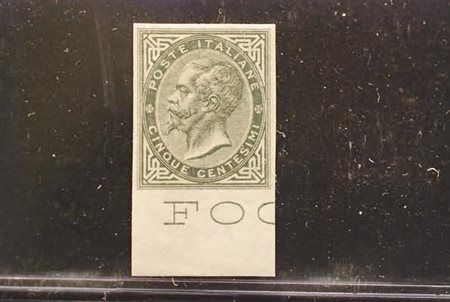 POSTE ITALIANE
CINQUE CENTESIMI
FOC